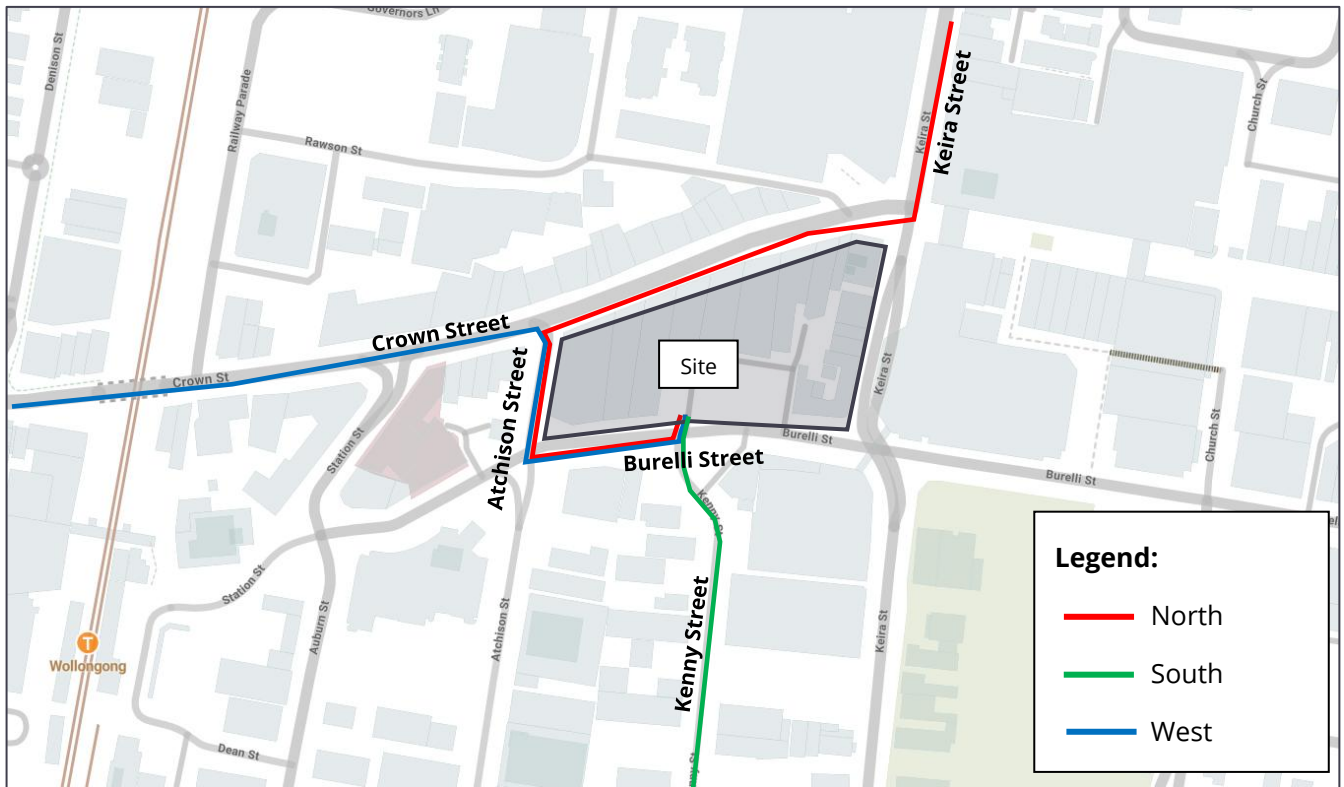 Governors Ln
Denison St
Railway Parade
Rawson St
Keira St
Keira Street
Church St
Crown Street
Crown St
Atchison Street
Site
Keira St
Burelli St
Burelli Street
Station St
Church St
Burelli St
Kenny St
Legend:
North
South
West
Station St
Auburn St
Atchison St
Kenny Street
Keira St
T
Wollongong
Dean St